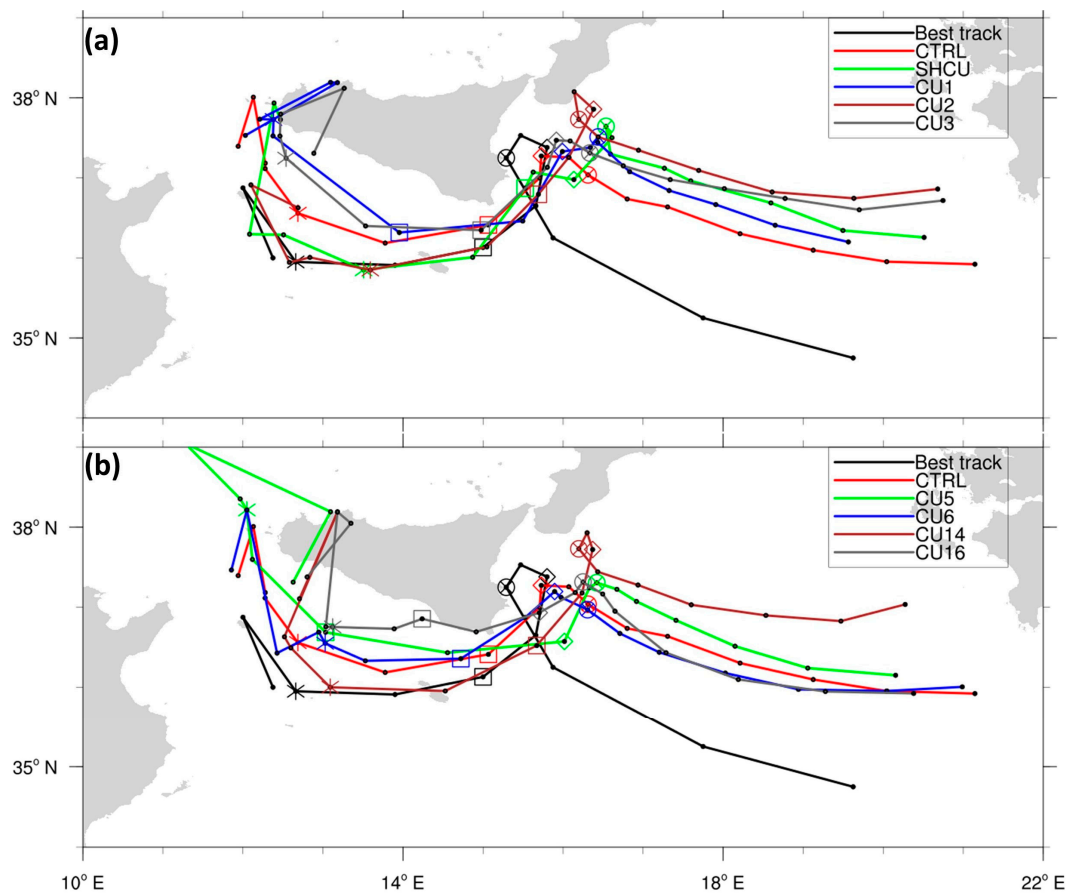 (a)
Best track
CTRL
SHCU
CU1
CU2
CU3
38° N
35° N
(b)
Best track
CTRL
CU5
CU6
CU14
CU16
38° N
35° N
10° E
14° E
18° E
22° E